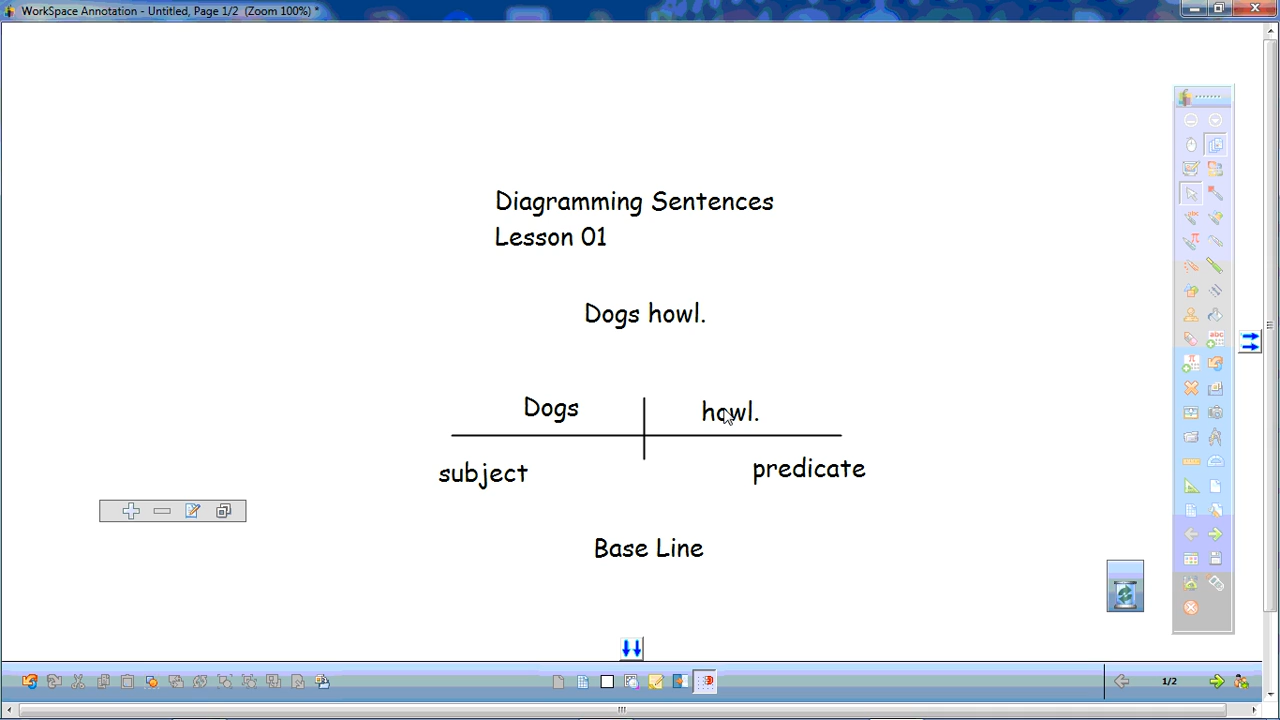 WorkSpace Annotation - Untitled, Page 1/2 (Zoom 100%) *
Diagramming Sentences
Lesson 01
Dogs howl.
Dogs howl.
subject predicate
Base Line
1/2